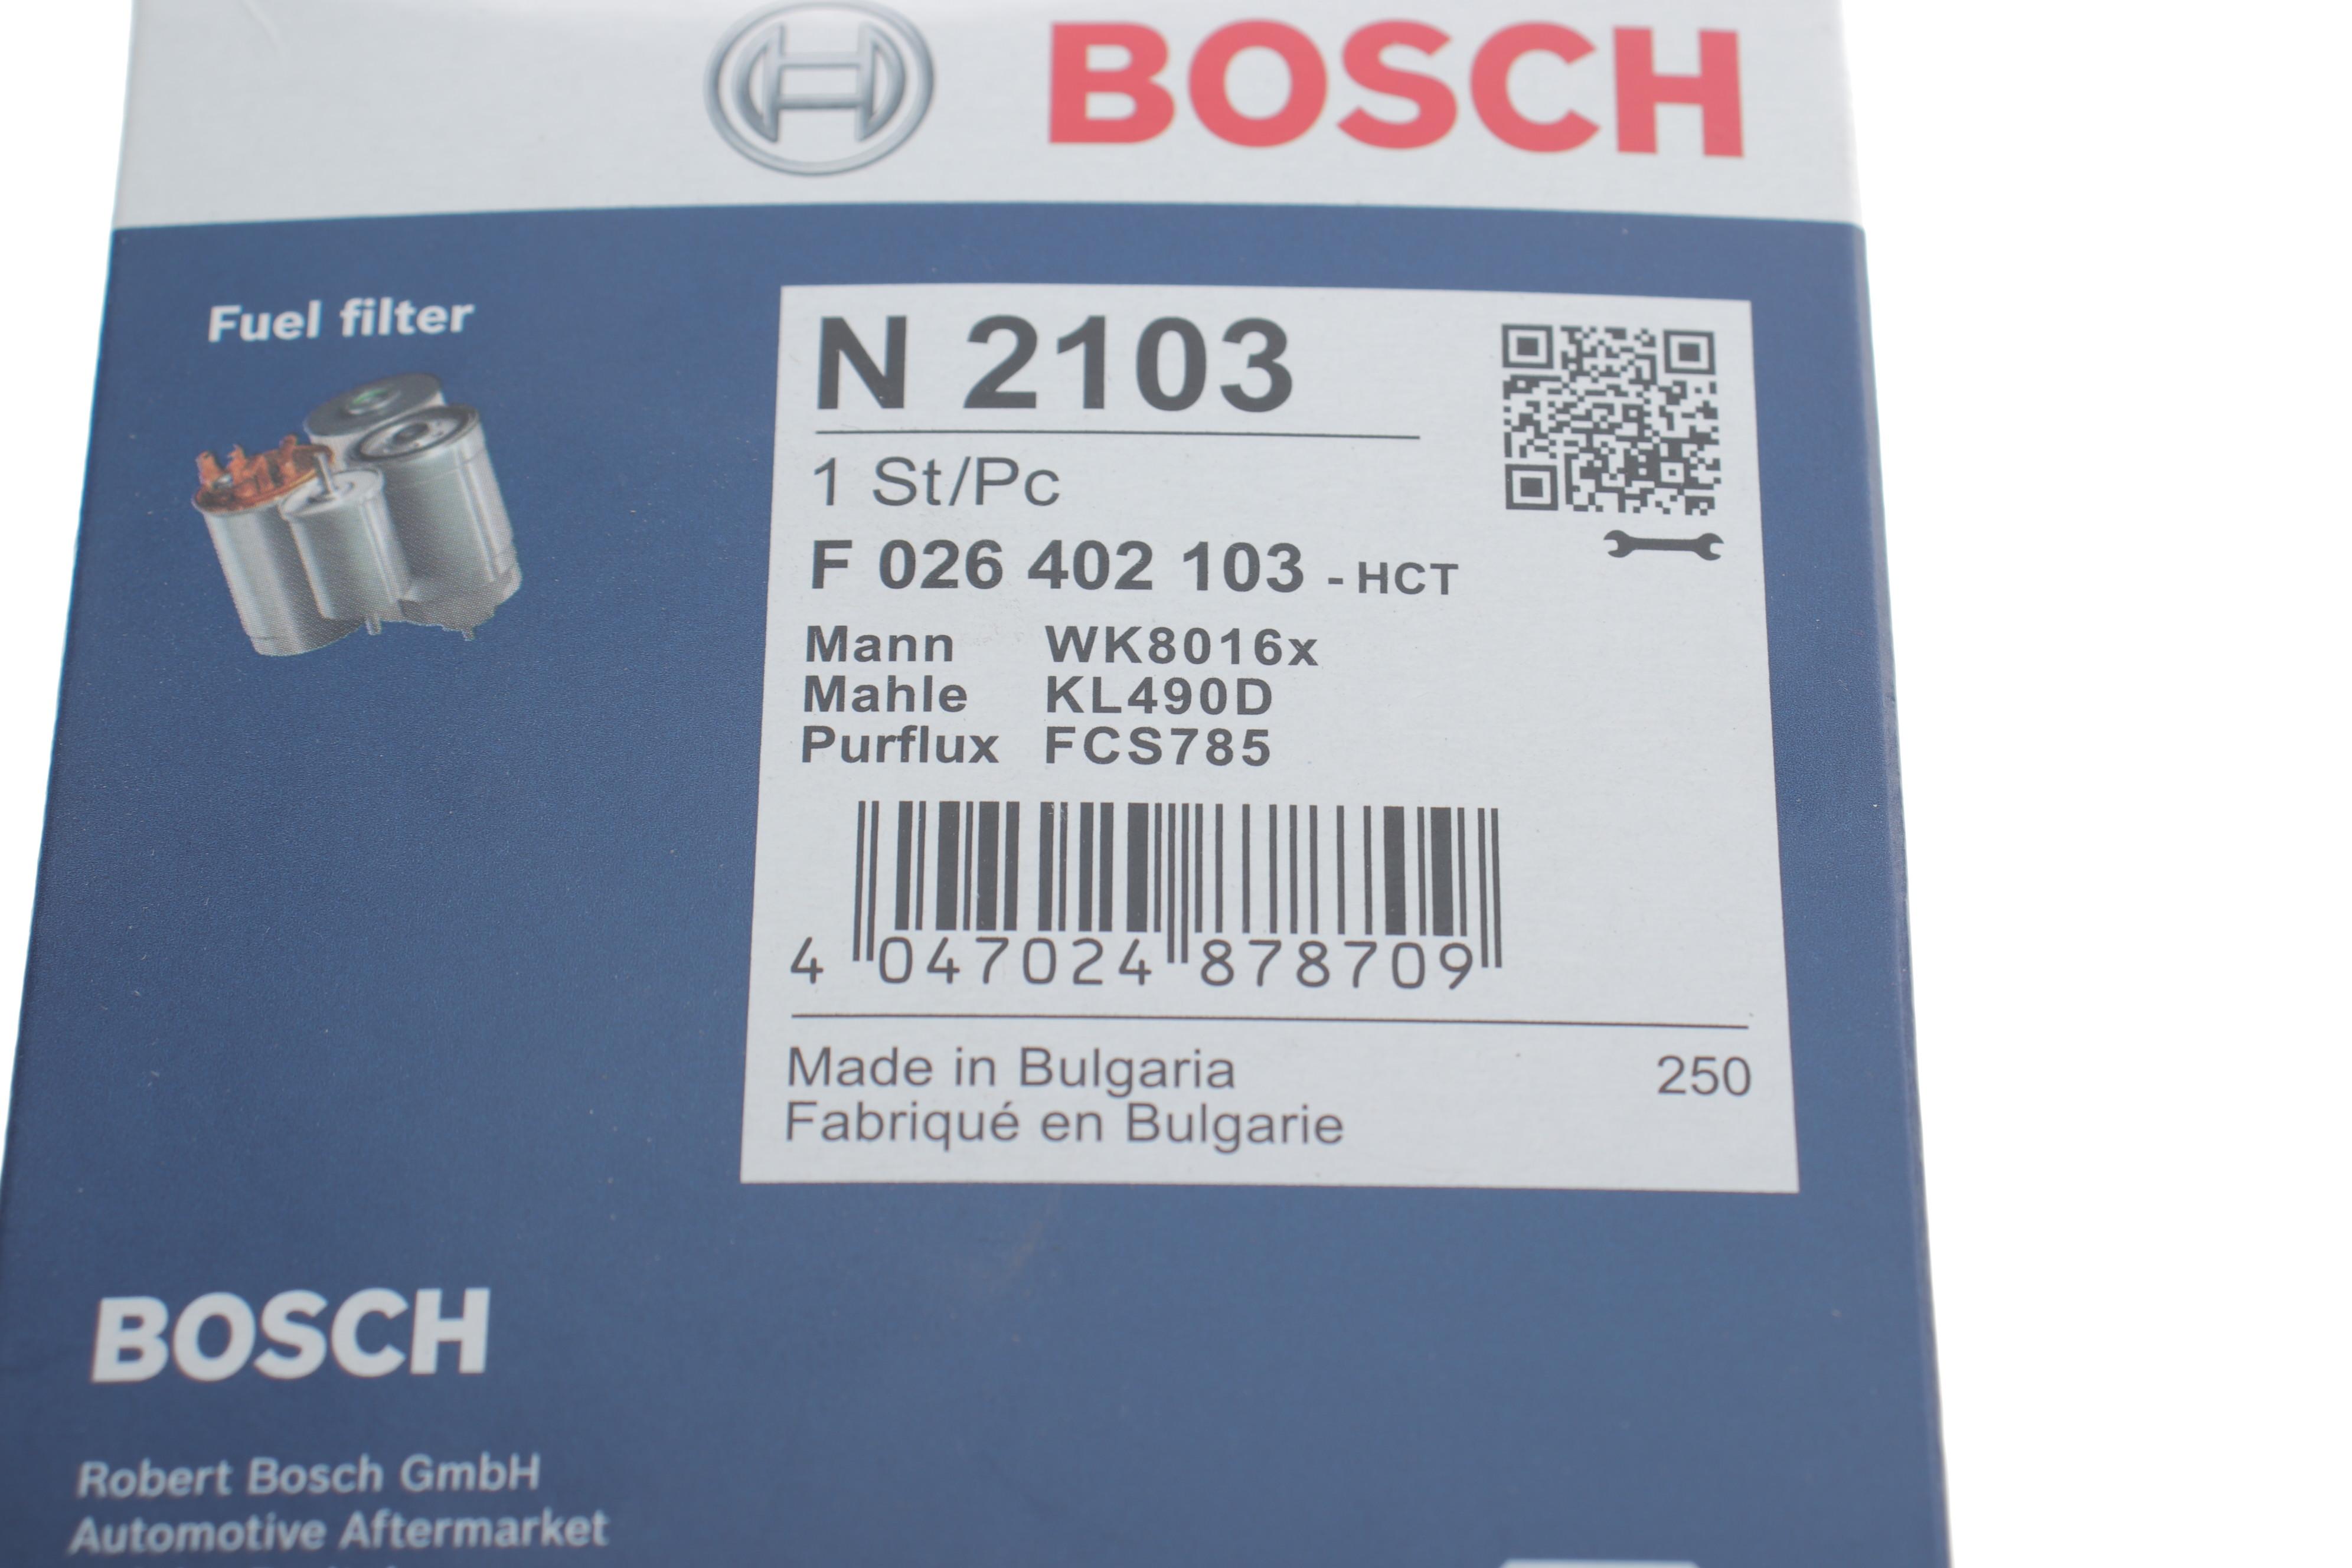 BOSCH
Fuel filter
N 2103
1 St/Pc
F 026 402 103 - HCT
Mann WK8016x
Mahle KL490D
Purflux FCS785
4 047024 878709
Made in Bulgaria 250
Fabriqué en Bulgarie
BOSCH
Robert Bosch GmbH
Automotive Aftermarket